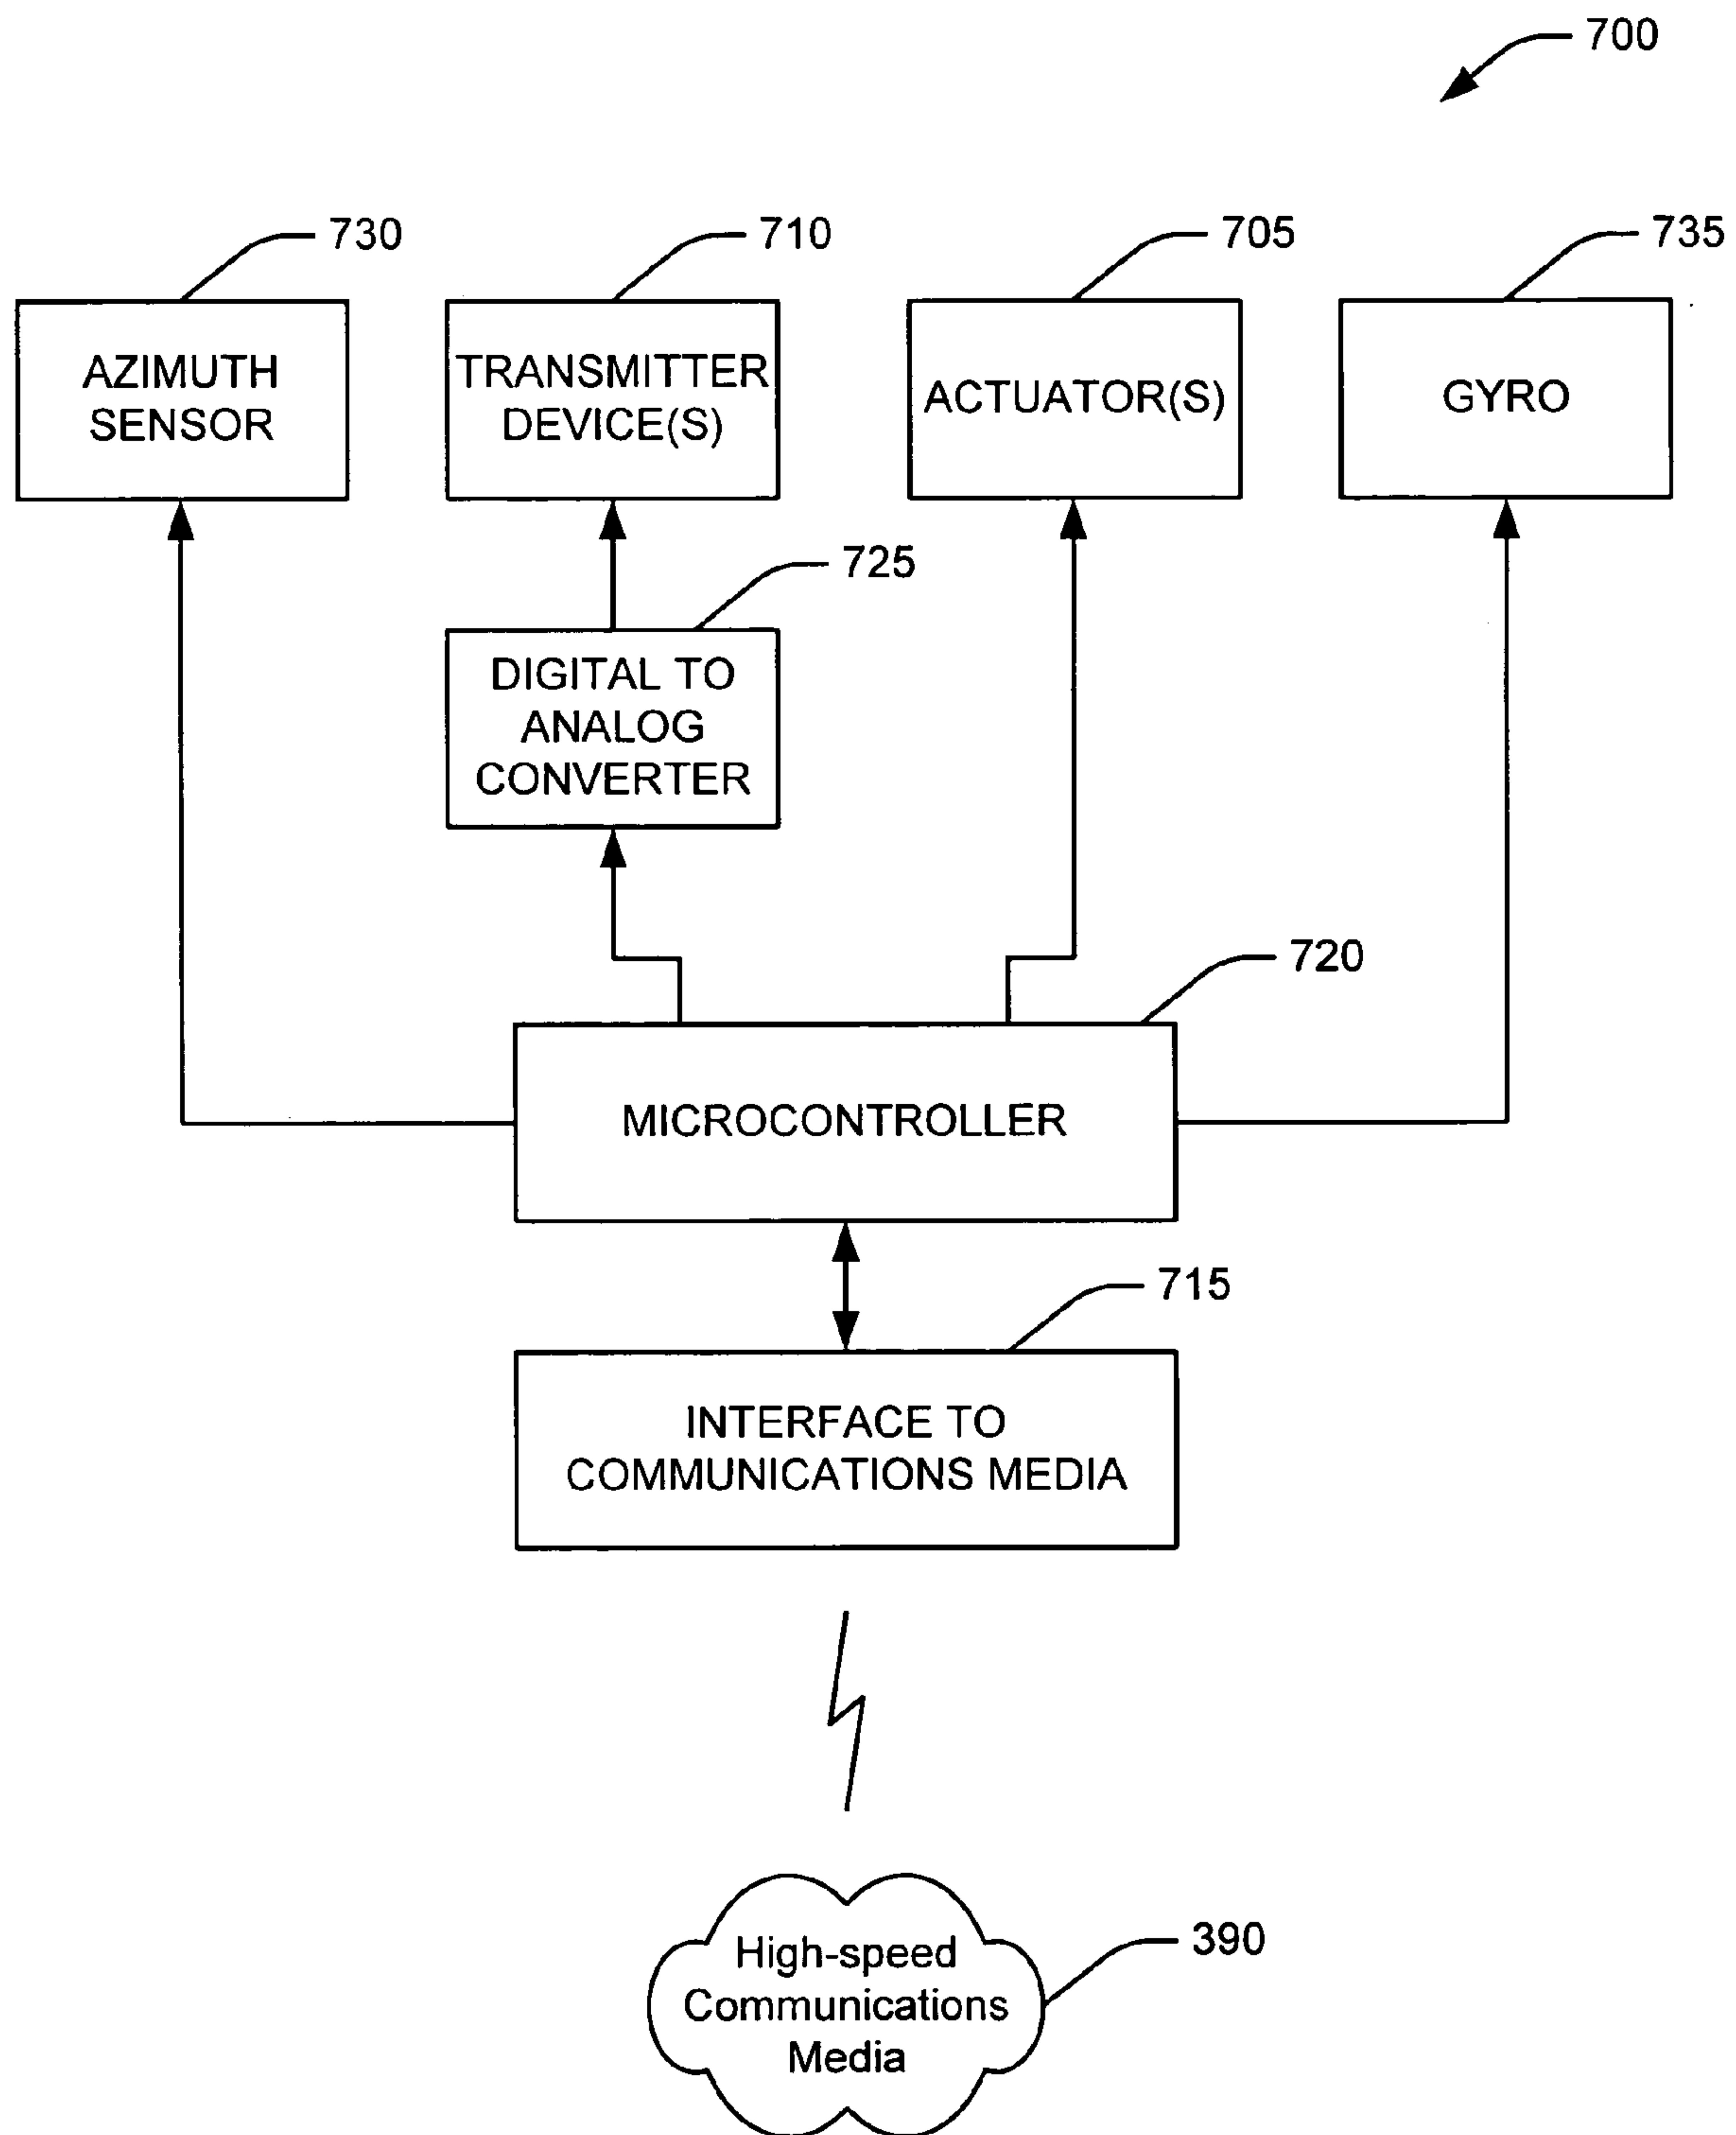 700
730
710
705
735
AZIMUTH
SENSOR
TRANSMITTER
DEVICE(S)
ACTUATOR(S)
GYRO
725
DIGITAL TO
ANALOG
CONVERTER
720
MICROCONTROLLER
715
INTERFACE TO
COMMUNICATIONS MEDIA
390
High-speed
Communications
Media